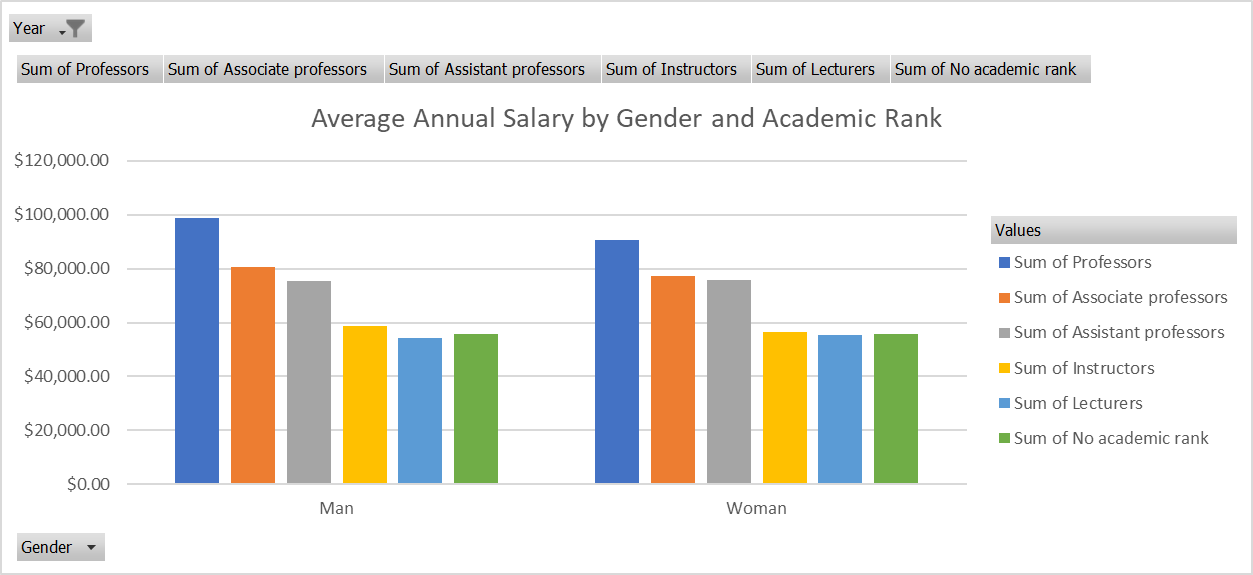 Year
Sum of Professors Sum of Associate professors Sum of Assistant professors Sum of Instructors Sum of Lecturers Sum of No academic rank
Average Annual Salary by Gender and Academic Rank
$120,000.00
$100,000.00
$80,000.00
$60,000.00
$40,000.00
$20,000.00
$0.00
Man Woman
Values
Sum of Professors
Sum of Associate professors
Sum of Assistant professors
Sum of Instructors
Sum of Lecturers
Sum of No academic rank
Gender